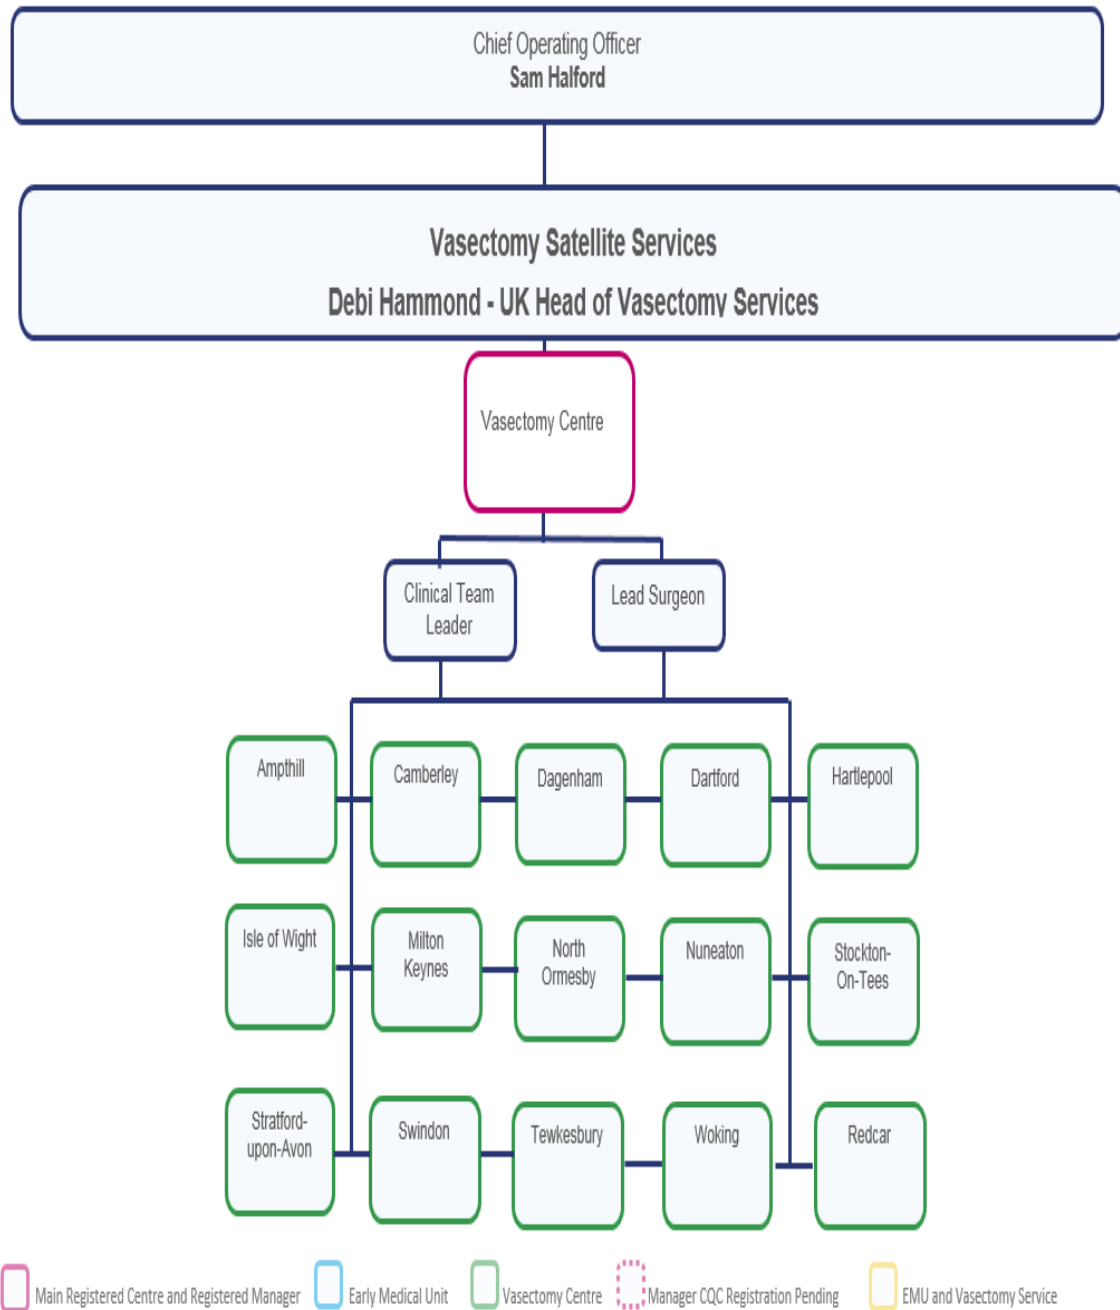 Chief Operating Officer
Sam Halford
Vasectomy Satellite Services
Debi Hammond - UK Head of Vasectomy Services
Vasectomy Centre
Clinical Team
Leader
Lead Surgeon
Ampthill
Camberley
Dagenham
Dartford
Hartlepool
Isle of Wight
Milton
Keynes
North
Ormesby
Nuneaton
Stockton-
On-Tees
Stratford-
upon-Avon
Swindon
Tewkesbury
Woking
Redcar
Main Registered Centre and Registered Manager
Early Medical Unit
Vasectomy Centre
Manager CQC Registration Pending
EMU and Vasectomy Service